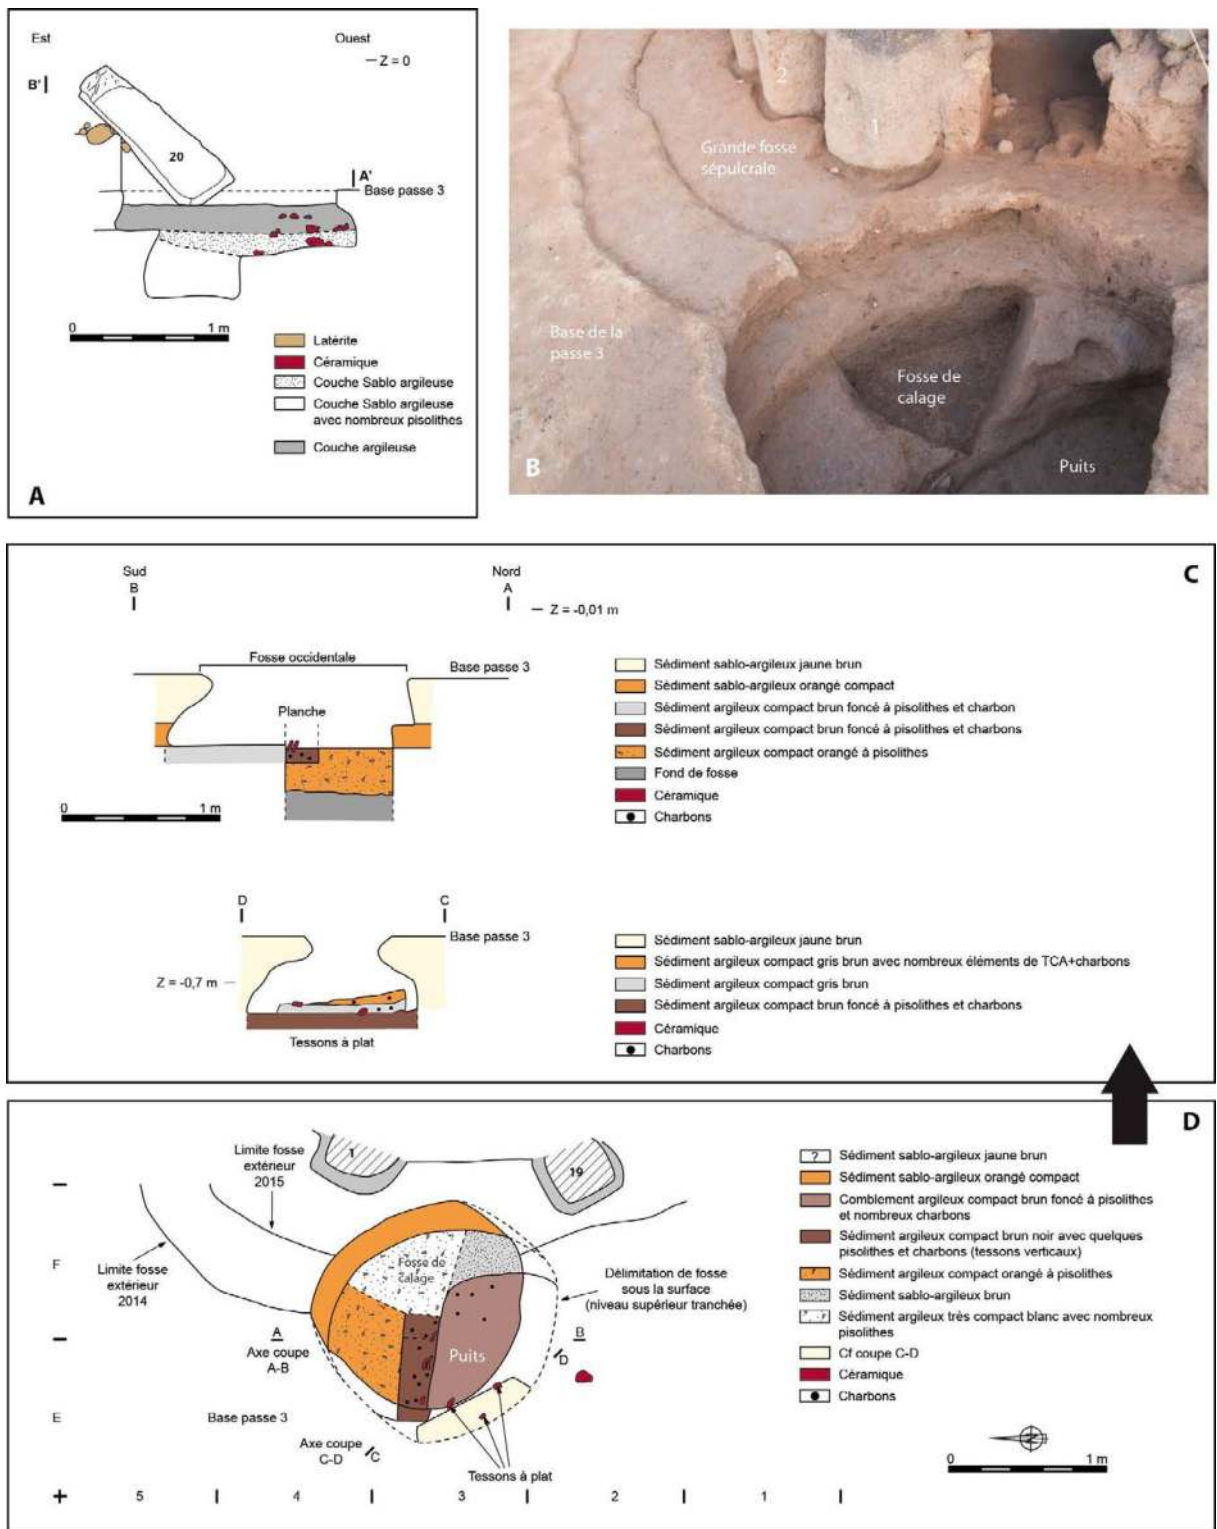 Est
Ouest
Z = 0
B'
20
A'
Base passe 3
0
1 m
Latérite
Céramique
Couche Sablo argileuse
Couche Sablo argileuse
avec nombreux pisolithes
Couche argileuse
A
2
1
Grande fosse
sépulcrale
Base de la
passe 3
Fosse de
calage
Puits
B
C
Sud
B
Nord
A
Z = -0,01 m
Fosse occidentale
Base passe 3
Planche
0
1 m
Sédiment sablo-argileux jaune brun
Sédiment sablo-argileux orangé compact
Sédiment argileux compact brun foncé à pisolithes et charbon
Sédiment argileux compact brun foncé à pisolithes et charbons
Sédiment argileux compact orangé à pisolithes
Fond de fosse
Céramique
Charbons
D
C
Base passe 3
Z = -0,7 m
Tessons à plat
Sédiment sablo-argileux jaune brun
Sédiment argileux compact gris brun avec nombreux éléments de TCA+charbons
Sédiment argileux compact gris brun
Sédiment argileux compact brun foncé à pisolithes et charbons
Céramique
Charbons
D
Limite fosse
extérieur
2015
1
19
F
Limite fosse
extérieur
2014
Fosse de
calage
Délimitation de fosse
sous la surface
(niveau supérieur tranchée)
A
Axe coupe
A-B
B
D
Puits
E
Base passe 3
Axe coupe
C-D
C
Tessons à plat
5
4
3
2
1
? Sédiment sablo-argileux jaune brun
Sédiment sablo-argileux orangé compact
Comblement argileux compact brun foncé à pisolithes
et nombreux charbons
Sédiment argileux compact brun noir avec quelques
pisolithes et charbons (tessons verticaux)
Sédiment argileux compact orangé à pisolithes
Sédiment sablo-argileux brun
Sédiment argileux très compact blanc avec nombreux
pisolithes
Cf coupe C-D
Céramique
Charbons
N
0
1 m